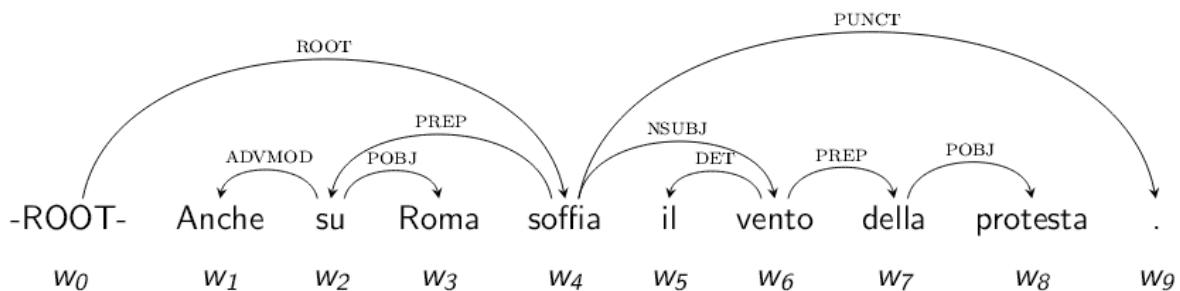 PUNCT
ROOT
PREP NSUBJ
ADVMOD POBJ DET PREP POBJ
-ROOT- Anche su Roma soffia il vento della protesta .
w0 w1 w2 w3 w4 w5 w6 w7 w8 w9